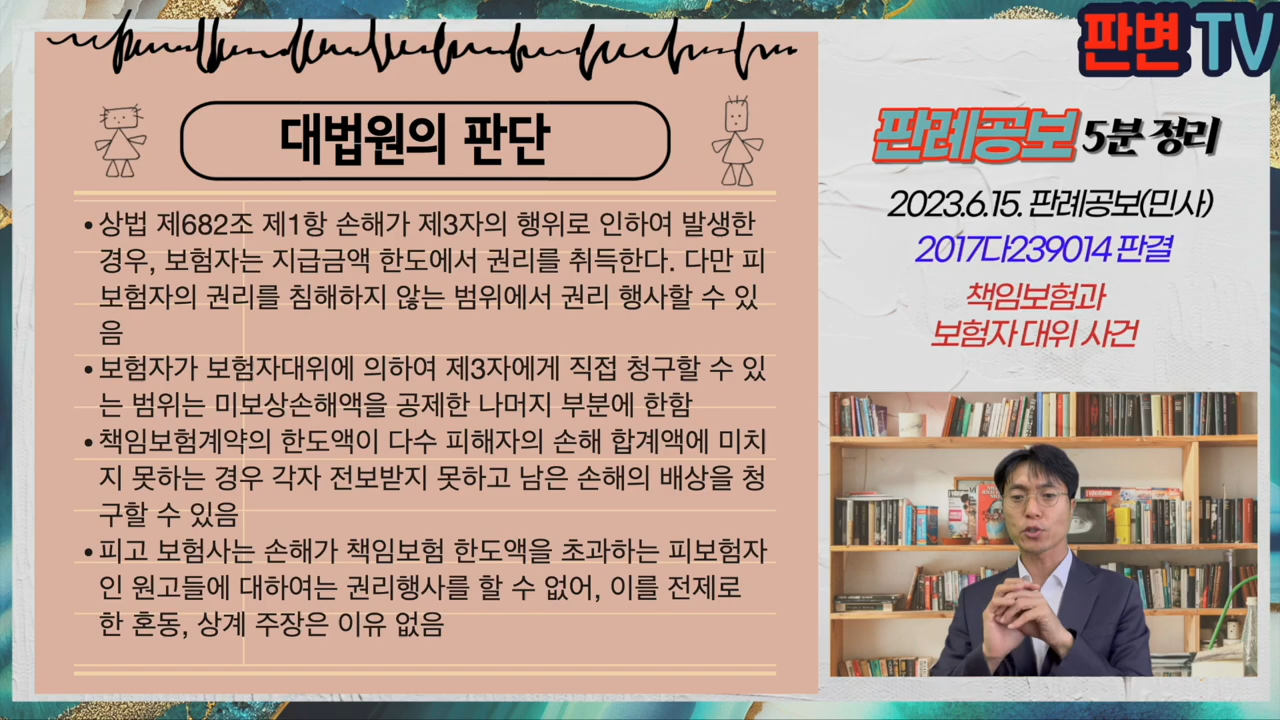 판변 TV
대법원의 판단
• 상법 제682조 제1항 손해가 제3자의 행위로 인하여 발생한
경우, 보험자는 지급금액 한도에서 권리를 취득한다. 다만 피
보험자의 권리를 침해하지 않는 범위에서 권리 행사할 수 있
음
• 보험자가 보험자대위에 의하여 제3자에게 직접 청구할 수 있
는 범위는 미보상손해액을 공제한 나머지 부분에 한함
• 책임보험계약의 한도액이 다수 피해자의 손해 합계액에 미치
지 못하는 경우 각자 전보받지 못하고 남은 손해의 배상을 청
구할 수 있음
• 피고 보험사는 손해가 책임보험 한도액을 초과하는 피보험자
인 원고들에 대하여는 권리행사를 할 수 없어, 이를 전제로
한 혼동, 상계 주장은 이유 없음
판례공보 5분 정리
2023.6.15. 판례공보(민사)
2017다239014 판결
책임보험과
보험자 대위 사건